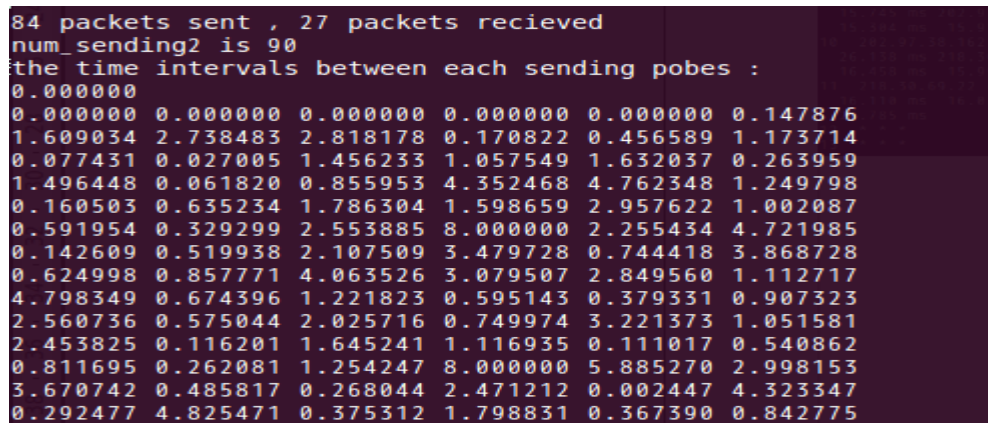 84 packets sent , 27 packets recieved
num_sending2 is 90
the time intervals between each sending pobes :
0.000000
0.000000 0.000000 0.000000 0.000000 0.000000 0.147876
1.609034 2.738483 2.818178 0.170822 0.456589 1.173714
0.077431 0.027005 1.456233 1.057549 1.632037 0.263959
1.496448 0.061820 0.855953 4.352468 4.762348 1.249798
0.160503 0.635234 1.786304 1.598659 2.957622 1.002087
0.591954 0.329299 2.553885 8.000000 2.255434 4.721985
0.142609 0.519938 2.107509 3.479728 0.744418 3.868728
0.624998 0.857771 4.063526 3.079507 2.849560 1.112717
4.798349 0.674396 1.221823 0.595143 0.379331 0.907323
2.560736 0.575044 2.025716 0.749974 3.221373 1.051581
2.453825 0.116201 1.645241 1.116935 0.111017 0.540862
0.811695 0.262081 1.254247 8.000000 5.885270 2.998153
3.670742 0.485817 0.268044 2.471212 0.002447 4.323347
0.292477 4.825471 0.375312 1.798831 0.367390 0.842775